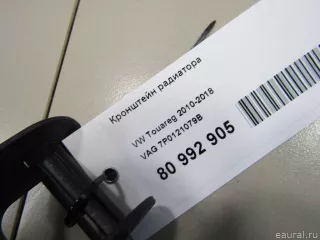 Кронштейн радиатора
VW Touareg 2010-2018
VAG 7P0121079B
80 992 905
eaural.ru